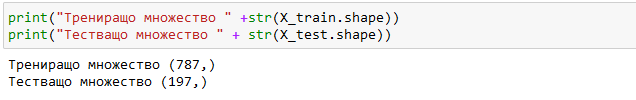 print("Трениращо множество " +str(X_train.shape))
print("Тестващо множество " + str(X_test.shape))
Трениращо множество (787,)
Тестващо множество (197,)